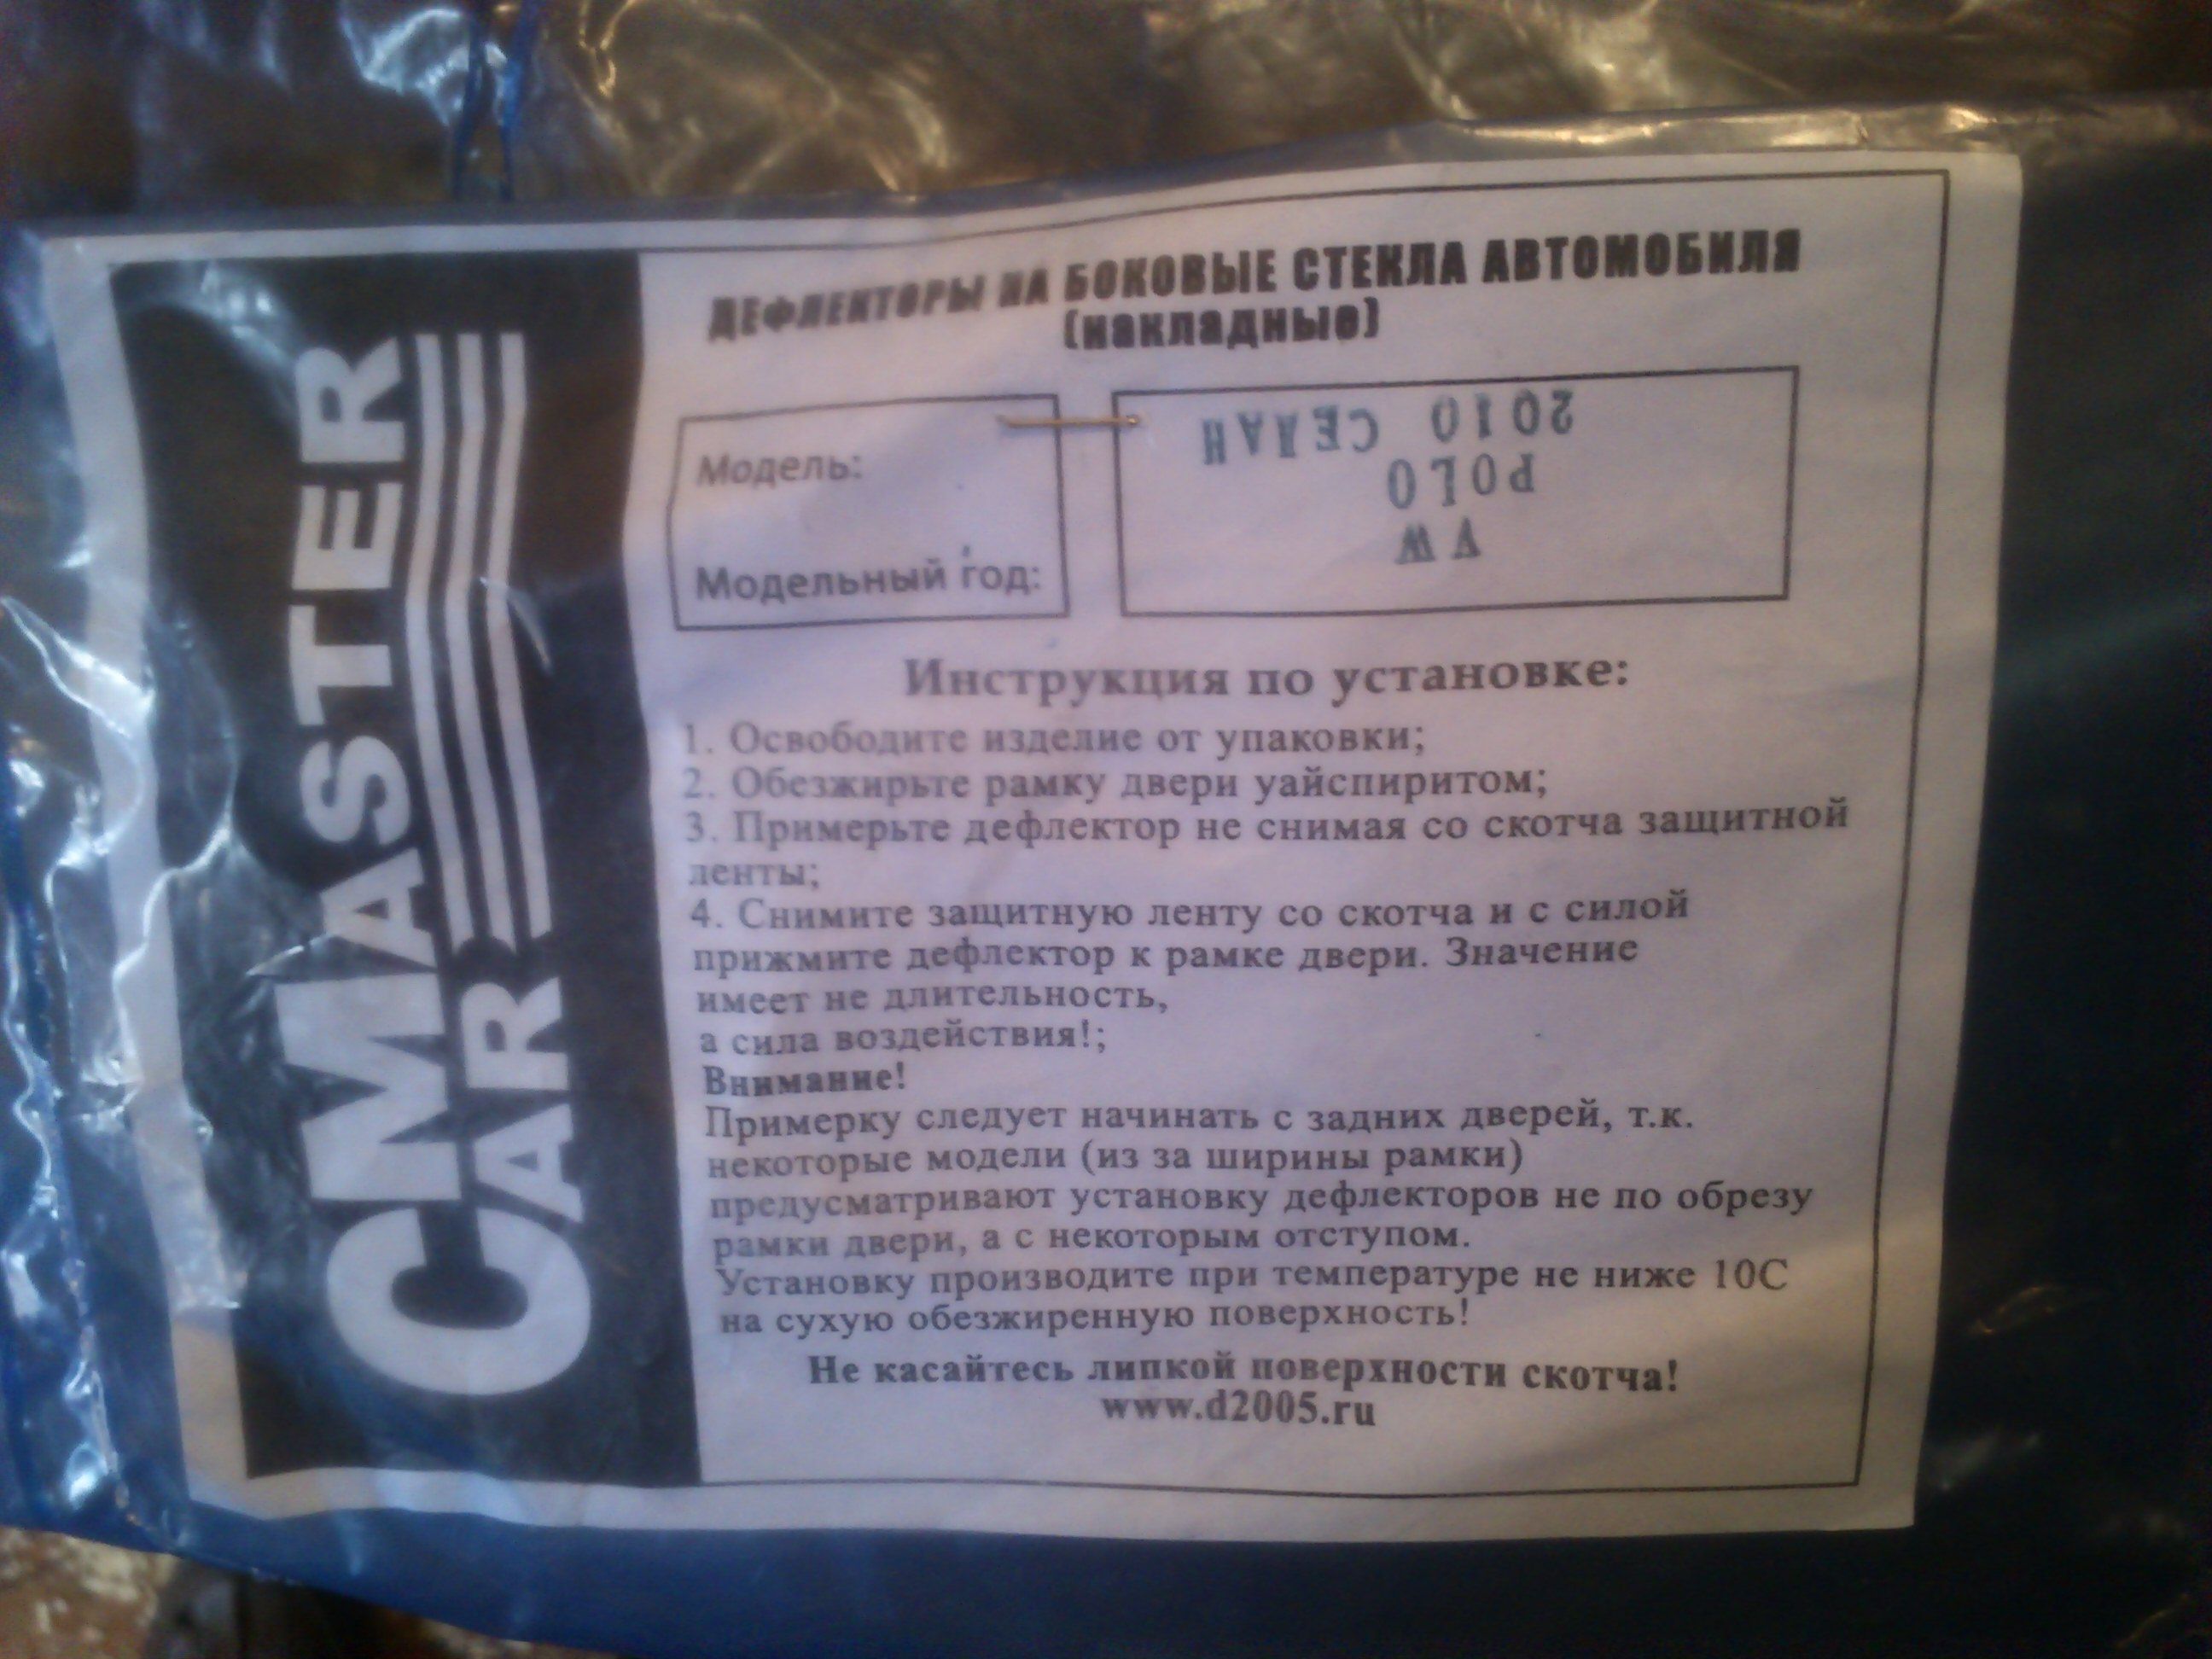 MASTER
CAR
ДЕФЛЕКТОРЫ НА БОКОВЫЕ СТЕКЛА АВТОМОБИЛЯ
(накладные)
Модель:
Модельный год:
VW
POLO
2010 СЕДАН
Инструкция по установке:
1. Освободите изделие от упаковки;
2. Обезжирьте рамку двери уайспиритом;
3. Примерьте дефлектор не снимая со скотча защитной
ленты;
4. Снимите защитную ленту со скотча и с силой
прижмите дефлектор к рамке двери. Значение
имеет не длительность,
а сила воздействия!;
Внимание!
Примерку следует начинать с задних дверей, т.к.
некоторые модели (из за ширины рамки)
предусматривают установку дефлекторов не по обрезу
рамки двери, а с некоторым отступом.
Установку производите при температуре не ниже 10С
на сухую обезжиренную поверхность!
Не касайтесь липкой поверхности скотча!
www.d2005.ru